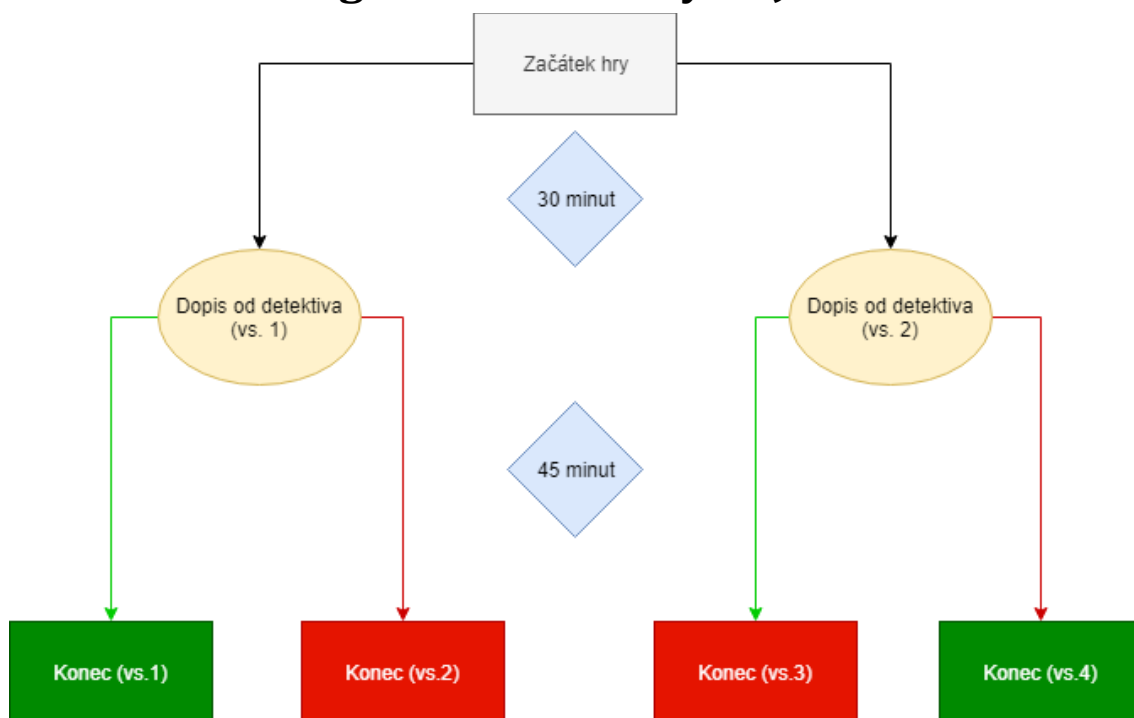 Začátek hry
30 minut
Dopis od detektiva
(vs. 1)
Dopis od detektiva
(vs. 2)
45 minut
Konec (vs.1)
Konec (vs.2)
Konec (vs.3)
Konec (vs.4)